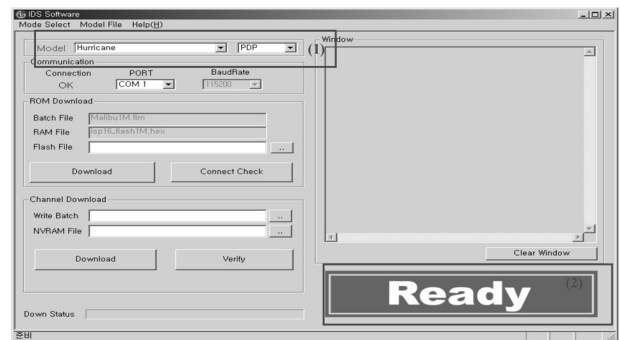 IDS Software
Mode Select Model File Help(H)
Model Hurricane PDP (1)
Window
Communication
Connection PORT BaudRate
OK COM 1 115200
ROM Download
Batch File Malibu1M.flm
RAM File isp16_flash1M.hex
Flash File ..
Download Connect Check
Channel Download
Write Batch ..
NVRAM File ..
Download Verify
Clear Window
Ready (2)
Down Status
준비